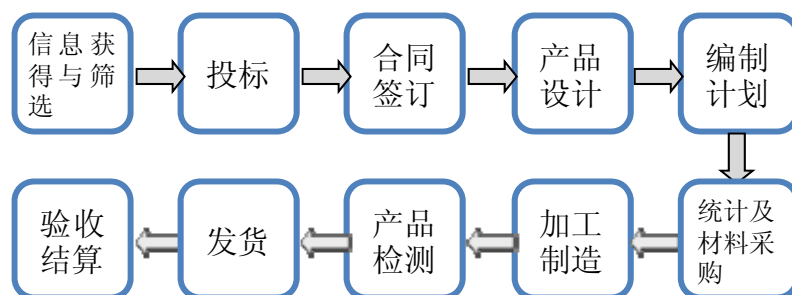 信息获
得与筛
选
投标
合同
签订
产品
设计
编制
计划
统计及
材料采
购
加工
制造
产品
检测
发货
验收
结算